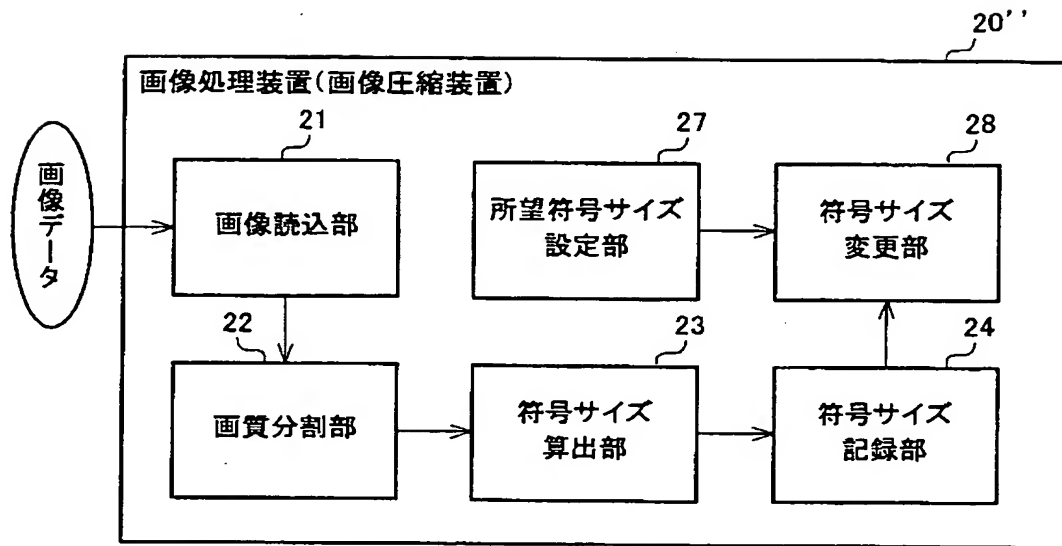 20''
画像処理装置(画像圧縮装置)
画像データ
21
画像読込部
27
所望符号サイズ
設定部
28
符号サイズ
変更部
22
画質分割部
23
符号サイズ
算出部
24
符号サイズ
記録部